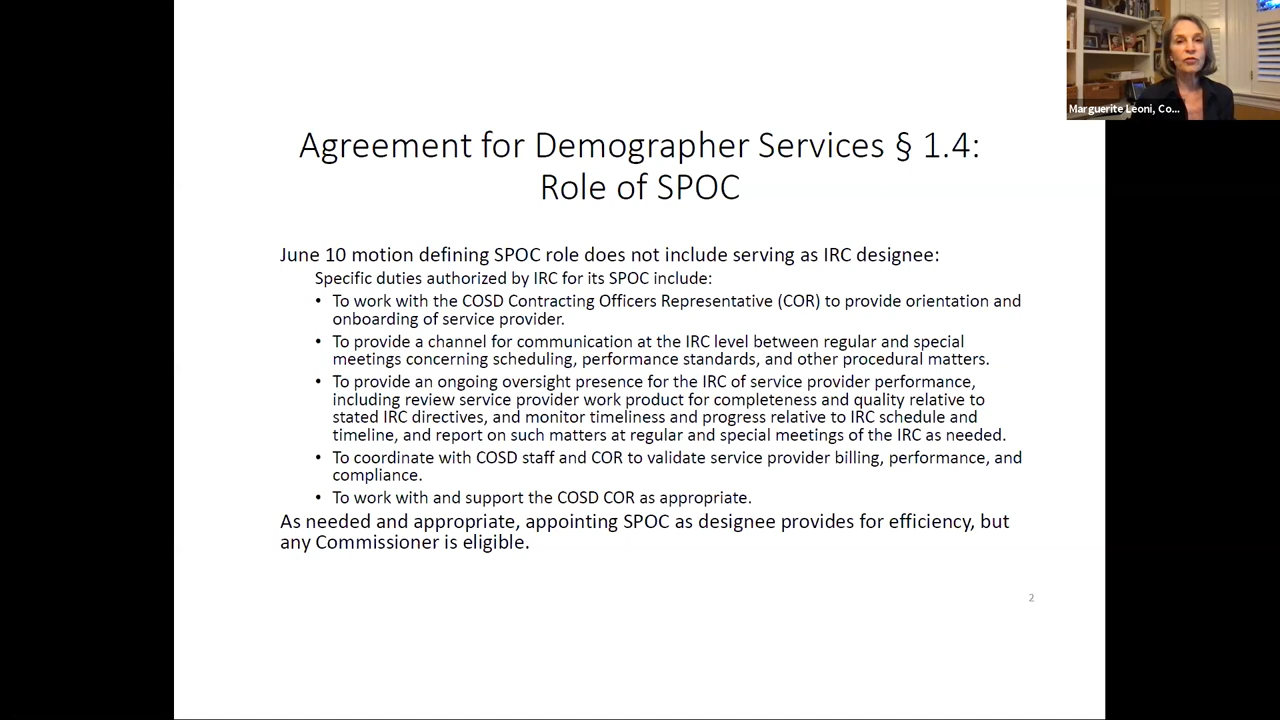 Marguerite Leoni, Co...
Agreement for Demographer Services § 1.4:
Role of SPOC
June 10 motion defining SPOC role does not include serving as IRC designee:
Specific duties authorized by IRC for its SPOC include:
• To work with the COSD Contracting Officers Representative (COR) to provide orientation and
onboarding of service provider.
• To provide a channel for communication at the IRC level between regular and special
meetings concerning scheduling, performance standards, and other procedural matters.
• To provide an ongoing oversight presence for the IRC of service provider performance,
including review service provider work product for completeness and quality relative to
stated IRC directives, and monitor timeliness and progress relative to IRC schedule and
timeline, and report on such matters at regular and special meetings of the IRC as needed.
• To coordinate with COSD staff and COR to validate service provider billing, performance, and
compliance.
• To work with and support the COSD COR as appropriate.
As needed and appropriate, appointing SPOC as designee provides for efficiency, but
any Commissioner is eligible.
2